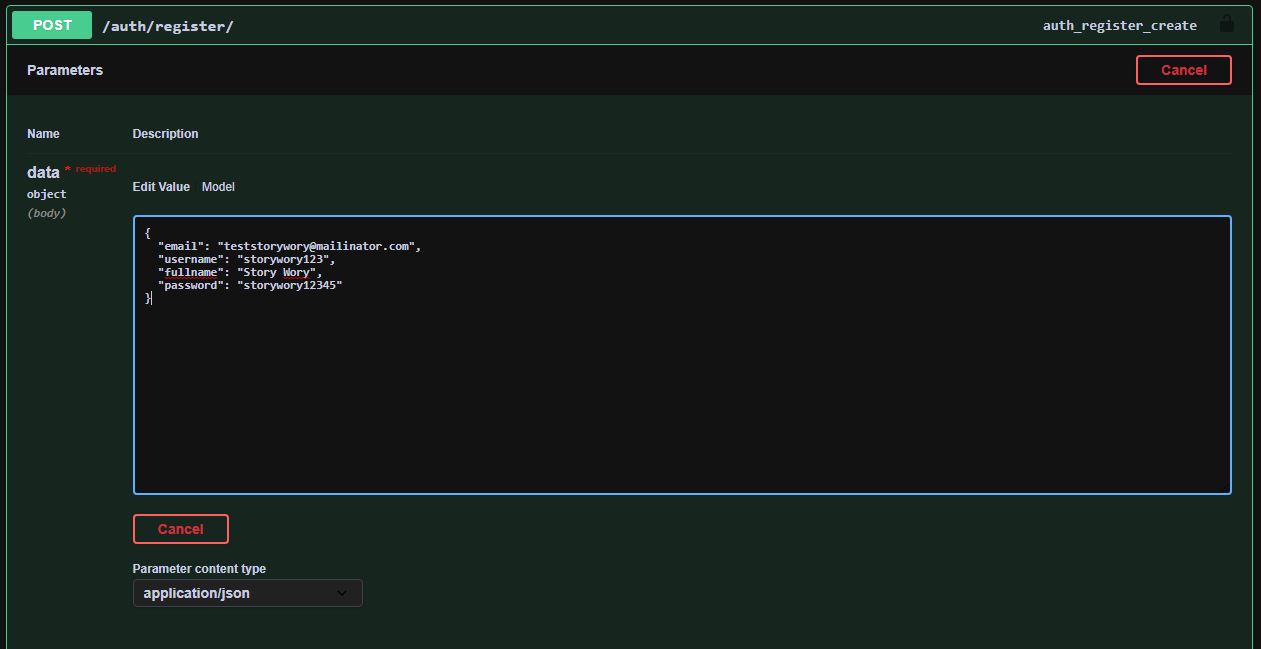 POST /auth/register/ auth_register_create
Parameters Cancel
Name Description
data * required
object
(body)
Edit Value Model
{
  "email": "teststorywory@mailinator.com",
  "username": "storywory123",
  "fullname": "Story Wory",
  "password": "storywory12345"
}
Cancel
Parameter content type
application/json